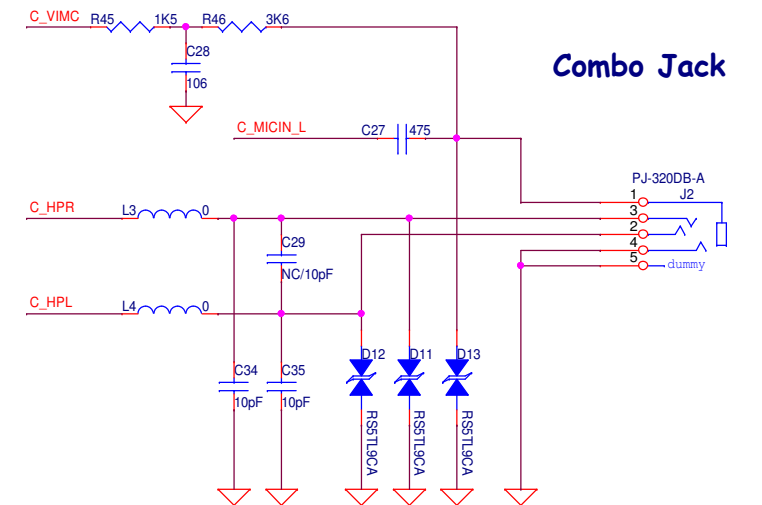 C_VIMC R45 1K5 R46 3K6
C28
106
Combo Jack
C_MICIN_L C27 475
PJ-320DB-A
J2
1
3
2
4
5
dummy
C_HPR L3 0
C29
NC/10pF
C_HPL L4 0
D12 D11 D13
C34 C35
10pF 10pF
RS5TL9CA RS5TL9CA RS5TL9CA